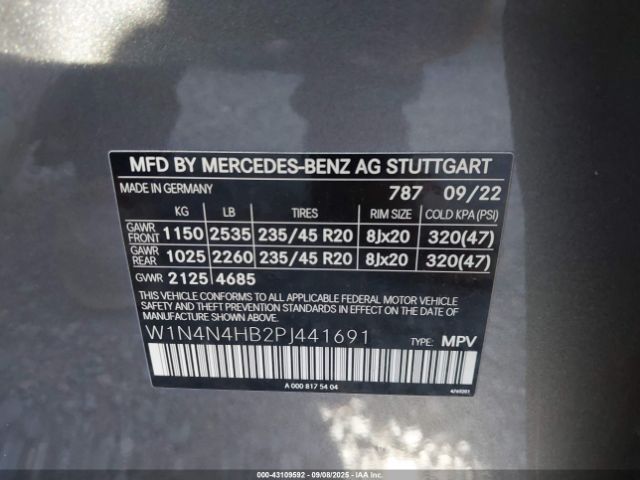 MFD BY MERCEDES-BENZ AG STUTTGART
MADE IN GERMANY 787 09/22
KG LB TIRES RIM SIZE COLD KPA (PSI)
GAWR FRONT 1150 2535 235/45 R20 8Jx20 320(47)
GAWR REAR 1025 2260 235/45 R20 8Jx20 320(47)
GVWR 2125 4685
THIS VEHICLE CONFORMS TO ALL APPLICABLE FEDERAL MOTOR VEHICLE
SAFETY AND THEFT PREVENTION STANDARDS IN EFFECT ON THE DATE OF
MANUFACTURE SHOWN ABOVE.
W1N4N4HB2PJ441691 TYPE: MPV
A 000 817 54 04
000-43109592 - 09/08/2025 - IAAI.COM